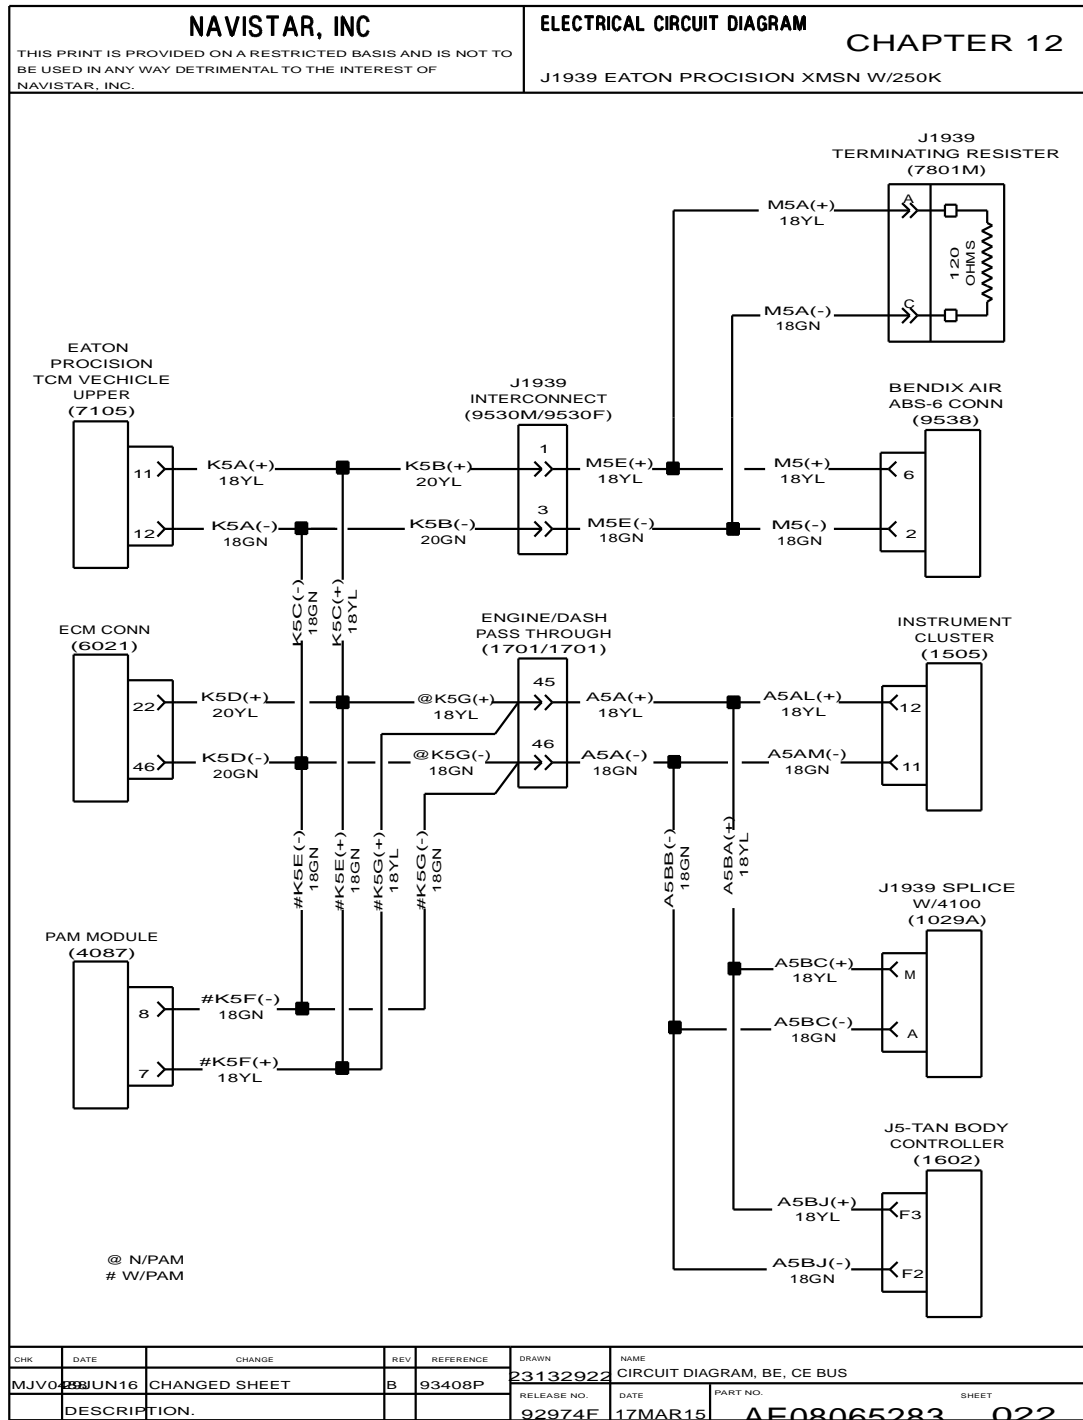 NAVISTAR, INC
THIS PRINT IS PROVIDED ON A RESTRICTED BASIS AND IS NOT TO
BE USED IN ANY WAY DETRIMENTAL TO THE INTEREST OF
NAVISTAR, INC.
ELECTRICAL CIRCUIT DIAGRAM
CHAPTER 12
J1939 EATON PROCISION XMSN W/250K
J1939
TERMINATING RESISTER
(7801M)
M5A(+)
18YL
A
120
OHMS
M5A(-)
18GN
C
EATON
PROCISION
TCM VECHICLE
UPPER
(7105)
J1939
INTERCONNECT
(9530M/9530F)
BENDIX AIR
ABS-6 CONN
(9538)
11
K5A(+)
18YL
K5B(+)
20YL
1
M5E(+)
18YL
M5(+)
18YL
6
12
K5A(-)
18GN
K5B(-)
20GN
3
M5E(-)
18GN
M5(-)
18GN
2
K5C(-)
18GN
K5C(+)
18YL
ECM CONN
(6021)
ENGINE/DASH
PASS THROUGH
(1701/1701)
INSTRUMENT
CLUSTER
(1505)
22
K5D(+)
20YL
@K5G(+)
18YL
45
A5A(+)
18YL
A5AL(+)
18YL
12
46
K5D(-)
20GN
@K5G(-)
18GN
46
A5A(-)
18GN
A5AM(-)
18GN
11
#K5E(-)
18GN
#K5E(+)
18GN
#K5G(+)
18YL
#K5G(-)
18GN
A5BB(-)
18GN
A5BA(+)
18YL
PAM MODULE
(4087)
J1939 SPLICE
W/4100
(1029A)
8
#K5F(-)
18GN
A5BC(+)
18YL
M
7
#K5F(+)
18YL
A5BC(-)
18GN
A
J5-TAN BODY
CONTROLLER
(1602)
A5BJ(+)
18YL
F3
A5BJ(-)
18GN
F2
@ N/PAM
# W/PAM
CHK DATE CHANGE REV REFERENCE DRAWN NAME
CHANGED SHEET B 93408P 23132922 CIRCUIT DIAGRAM, BE, CE BUS
RELEASE NO. DATE PART NO. SHEET
DESCRIPTION. 92974F 17MAR15 AE08065283 022